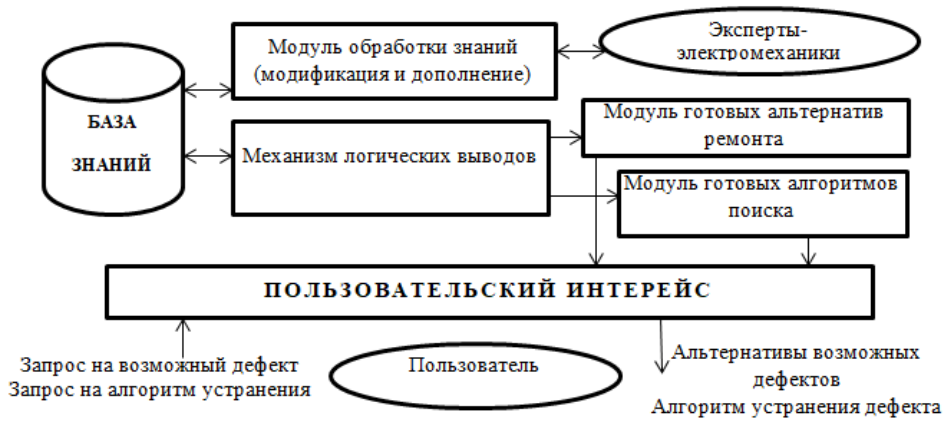 Модуль обработки знаний
(модификация и дополнение)
Эксперты-
электромеханики
БАЗА
ЗНАНИЙ
Механизм логических выводов
Модуль готовых альтернатив
ремонта
Модуль готовых алгоритмов
поиска
ПОЛЬЗОВАТЕЛЬСКИЙ ИНТЕРЕЙС
Запрос на возможный дефект
Запрос на алгоритм устранения
Пользователь
Альтернативы возможных
дефектов
Алгоритм устранения дефекта